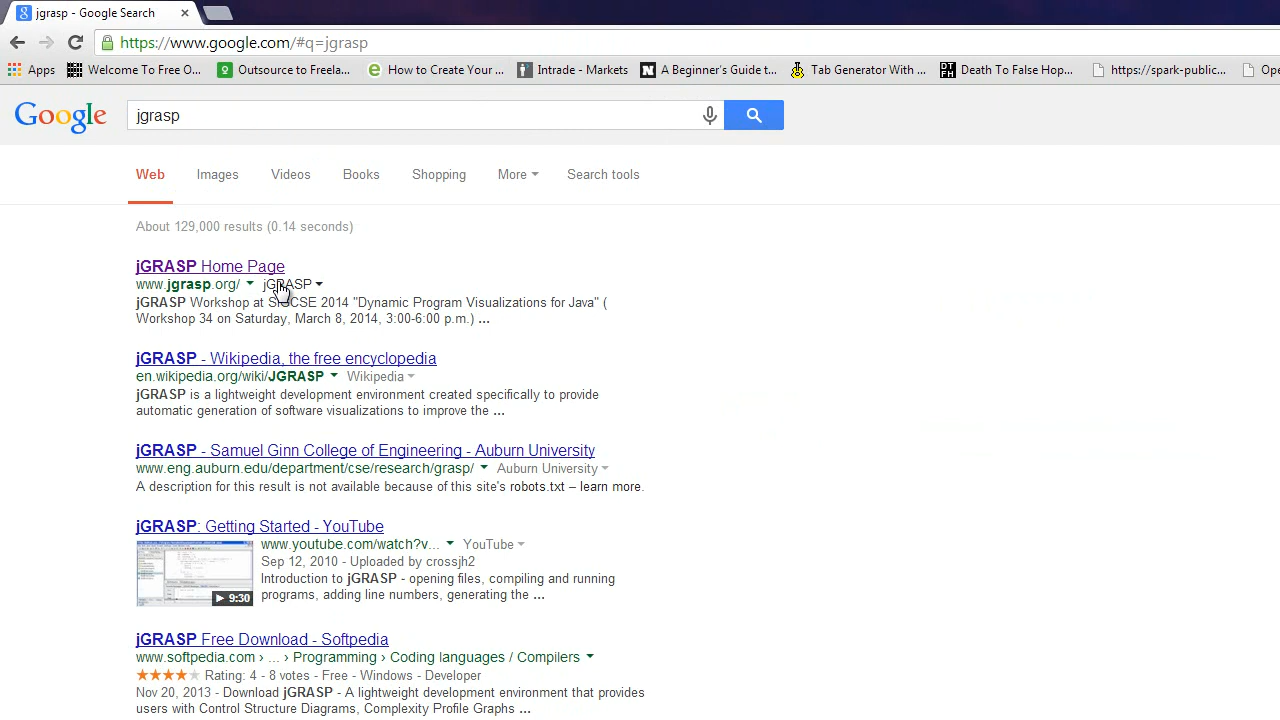 jgrasp - Google Search
https://www.google.com/#q=jgrasp
Apps Welcome To Free O... Outsource to Freela... How to Create Your ... Intrade - Markets A Beginner's Guide t... Tab Generator With ... Death To False Hop... https://spark-public... Ope
Google jgrasp
Web Images Videos Books Shopping More Search tools
About 129,000 results (0.14 seconds)
jGRASP Home Page
www.jgrasp.org/ jGRASP
jGRASP Workshop at SIGCSE 2014 "Dynamic Program Visualizations for Java" (
Workshop 34 on Saturday, March 8, 2014, 3:00-6:00 p.m.) ...
jGRASP - Wikipedia, the free encyclopedia
en.wikipedia.org/wiki/JGRASP Wikipedia
jGRASP is a lightweight development environment created specifically to provide
automatic generation of software visualizations to improve the ...
jGRASP - Samuel Ginn College of Engineering - Auburn University
www.eng.auburn.edu/department/cse/research/grasp/ Auburn University
A description for this result is not available because of this site's robots.txt – learn more.
jGRASP: Getting Started - YouTube
www.youtube.com/watch?v... YouTube
Sep 12, 2010 - Uploaded by crossjh2
Introduction to jGRASP - opening files, compiling and running
programs, adding line numbers, generating the ...
9:30
jGRASP Free Download - Softpedia
www.softpedia.com › ... › Programming › Coding languages / Compilers
Rating: 4 - 8 votes - Free - Windows - Developer
Nov 20, 2013 - Download jGRASP - A lightweight development environment that provides
users with Control Structure Diagrams, Complexity Profile Graphs ...